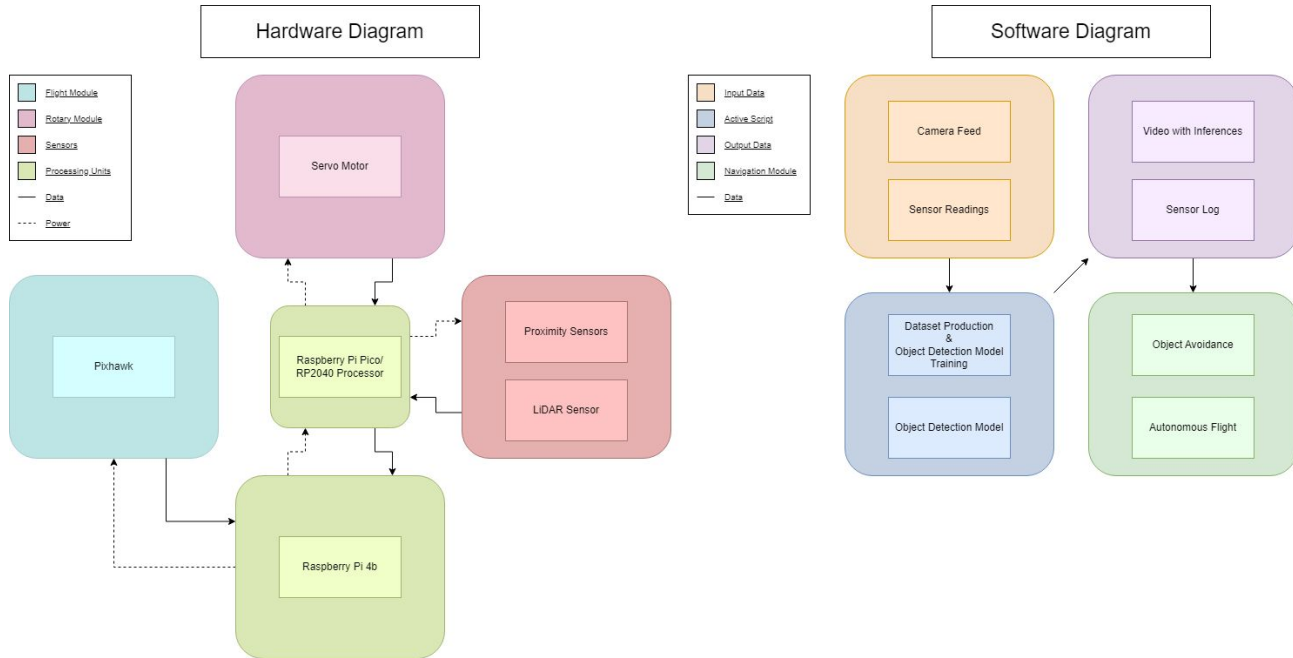 Hardware Diagram
Flight Module
Rotary Module
Sensors
Processing Units
Data
Power
Servo Motor
Pixhawk
Raspberry Pi Pico/
RP2040 Processor
Proximity Sensors
LiDAR Sensor
Raspberry Pi 4b
Software Diagram
Input Data
Active Script
Output Data
Navigation Module
Data
Camera Feed
Sensor Readings
Video with Inferences
Sensor Log
Dataset Production
&
Object Detection Model
Training
Object Detection Model
Object Avoidance
Autonomous Flight